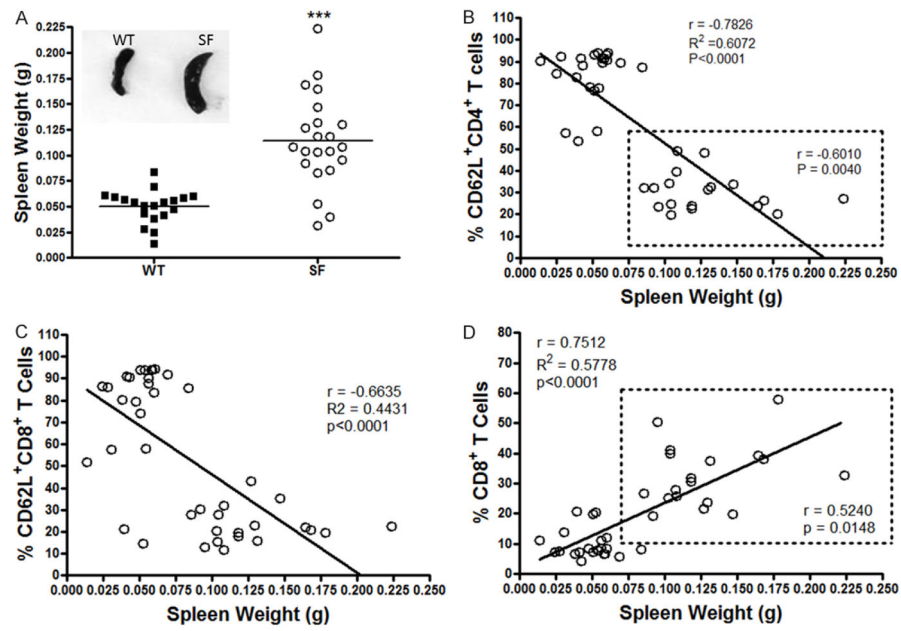 A
***
WT
SF
Spleen Weight (g)
0.225
0.200
0.175
0.150
0.125
0.100
0.075
0.050
0.025
0.000
WT
SF
B
r = -0.7826
R² =0.6072
P<0.0001
r = -0.6010
P = 0.0040
% CD62L⁺CD4⁺ T cells
110
100
90
80
70
60
50
40
30
20
10
0
0.000 0.025 0.050 0.075 0.100 0.125 0.150 0.175 0.200 0.225 0.250
Spleen Weight (g)
C
r = -0.6635
R2 = 0.4431
p<0.0001
% CD62L⁺CD8⁺ T Cells
110
100
90
80
70
60
50
40
30
20
10
0
0.000 0.025 0.050 0.075 0.100 0.125 0.150 0.175 0.200 0.225 0.250
Spleen Weight (g)
D
r = 0.7512
R² = 0.5778
p<0.0001
r = 0.5240
p = 0.0148
% CD8⁺ T Cells
80
70
60
50
40
30
20
10
0
0.000 0.025 0.050 0.075 0.100 0.125 0.150 0.175 0.200 0.225 0.250
Spleen Weight (g)